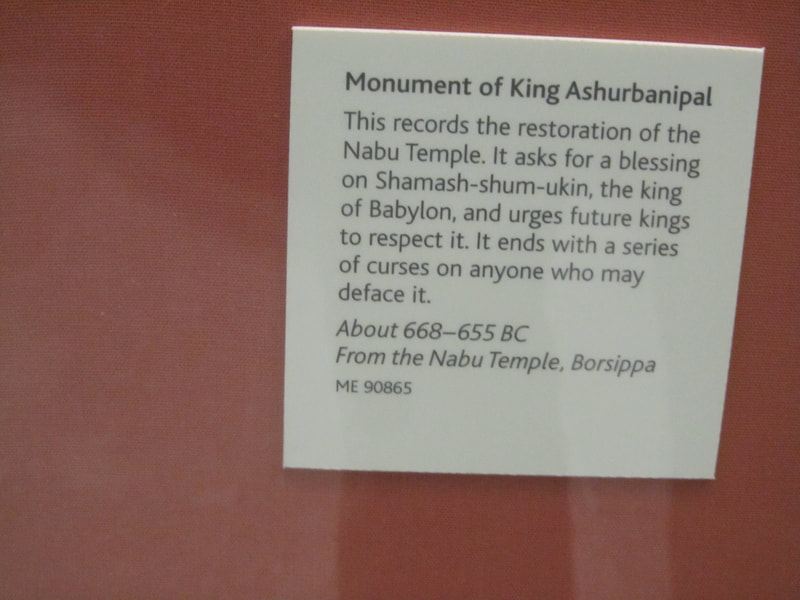 Monument of King Ashurbanipal
This records the restoration of the
Nabu Temple. It asks for a blessing
on Shamash-shum-ukin, the king
of Babylon, and urges future kings
to respect it. It ends with a series
of curses on anyone who may
deface it.
About 668–655 BC
From the Nabu Temple, Borsippa
ME 90865